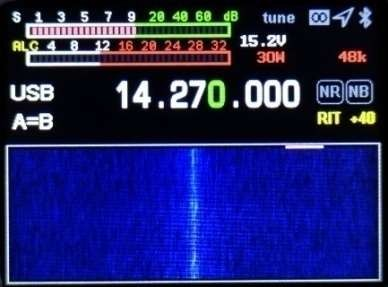 S 1 3 5 7 9 20 40 60 dB tune
ALC 4 8 12 16 20 24 28 32 15.2V
30W 48k
USB 14.270.000 NR NB
A=B RIT +40